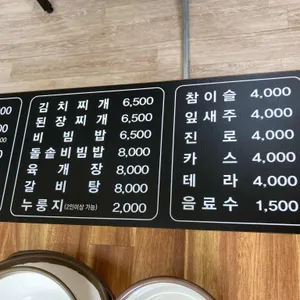 김치찌개 6,500
된장찌개 6,500
비빔밥 6,500
돌솥비빔밥 8,000
육개장 8,000
갈비탕 8,000
누룽지(2인이상 가능) 2,000
참이슬 4,000
잎새주 4,000
진로 4,000
카스 4,000
테라 4,000
음료수 1,500